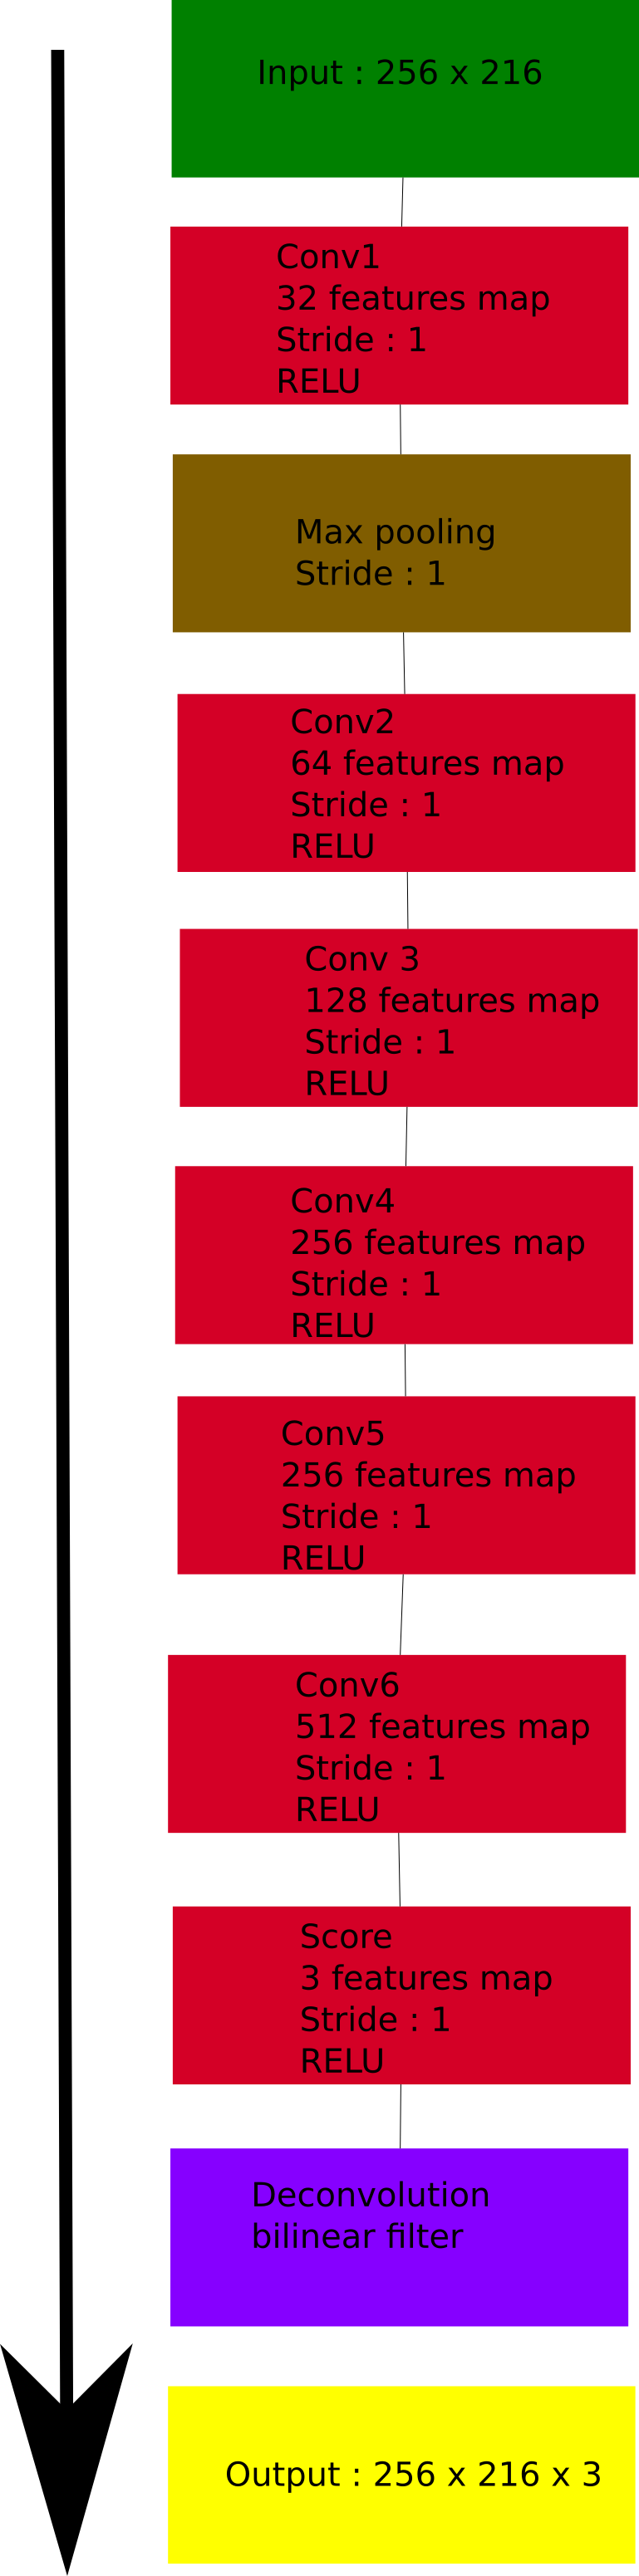 Input : 256 x 216
Conv1
32 features map
Stride : 1
RELU
Max pooling
Stride : 1
Conv2
64 features map
Stride : 1
RELU
Conv 3
128 features map
Stride : 1
RELU
Conv4
256 features map
Stride : 1
RELU
Conv5
256 features map
Stride : 1
RELU
Conv6
512 features map
Stride : 1
RELU
Score
3 features map
Stride : 1
RELU
Deconvolution
bilinear filter
Output : 256 x 216 x 3